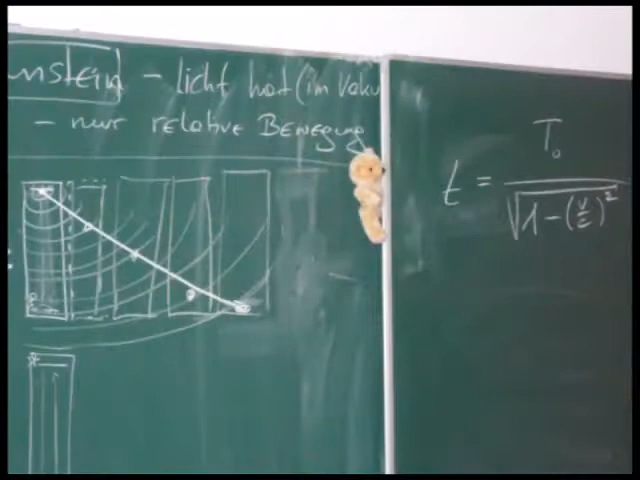 nstein - licht hat (im Vaku
- nur relative Bewegung
t = T₀ / √(1-(v/c)²)